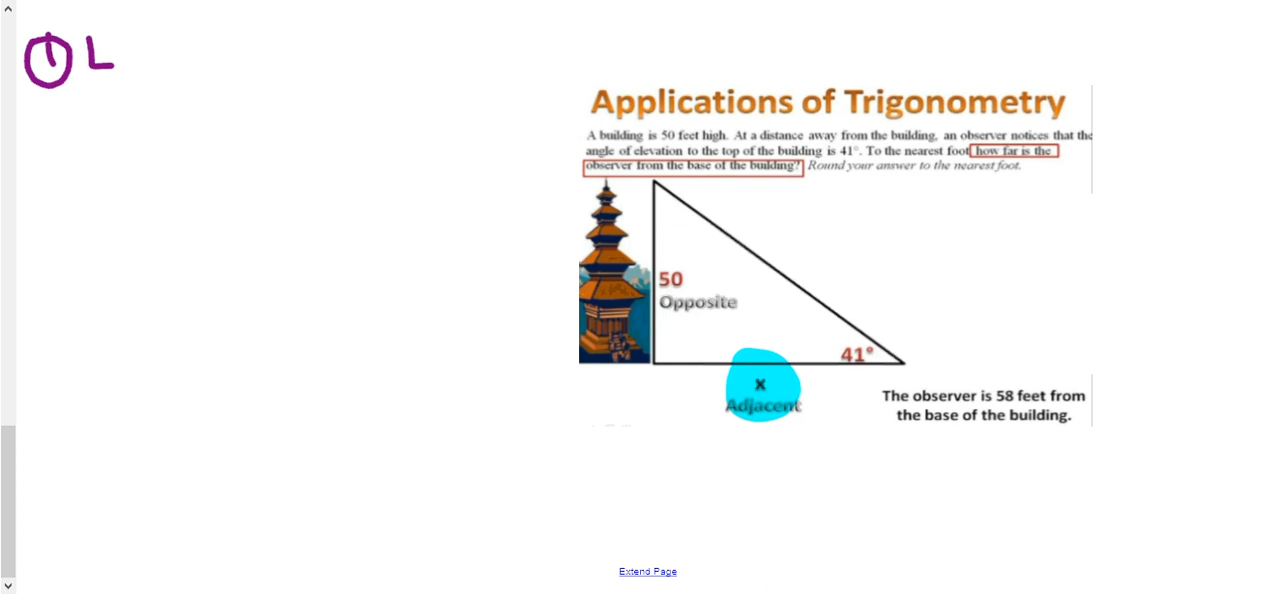 ① L
Applications of Trigonometry
A building is 50 feet high. At a distance away from the building, an observer notices that the
angle of elevation to the top of the building is 41°. To the nearest foot how far is the
observer from the base of the building? Round your answer to the nearest foot.
50
Opposite
41°
x
Adjacent
The observer is 58 feet from
the base of the building.
Extend Page